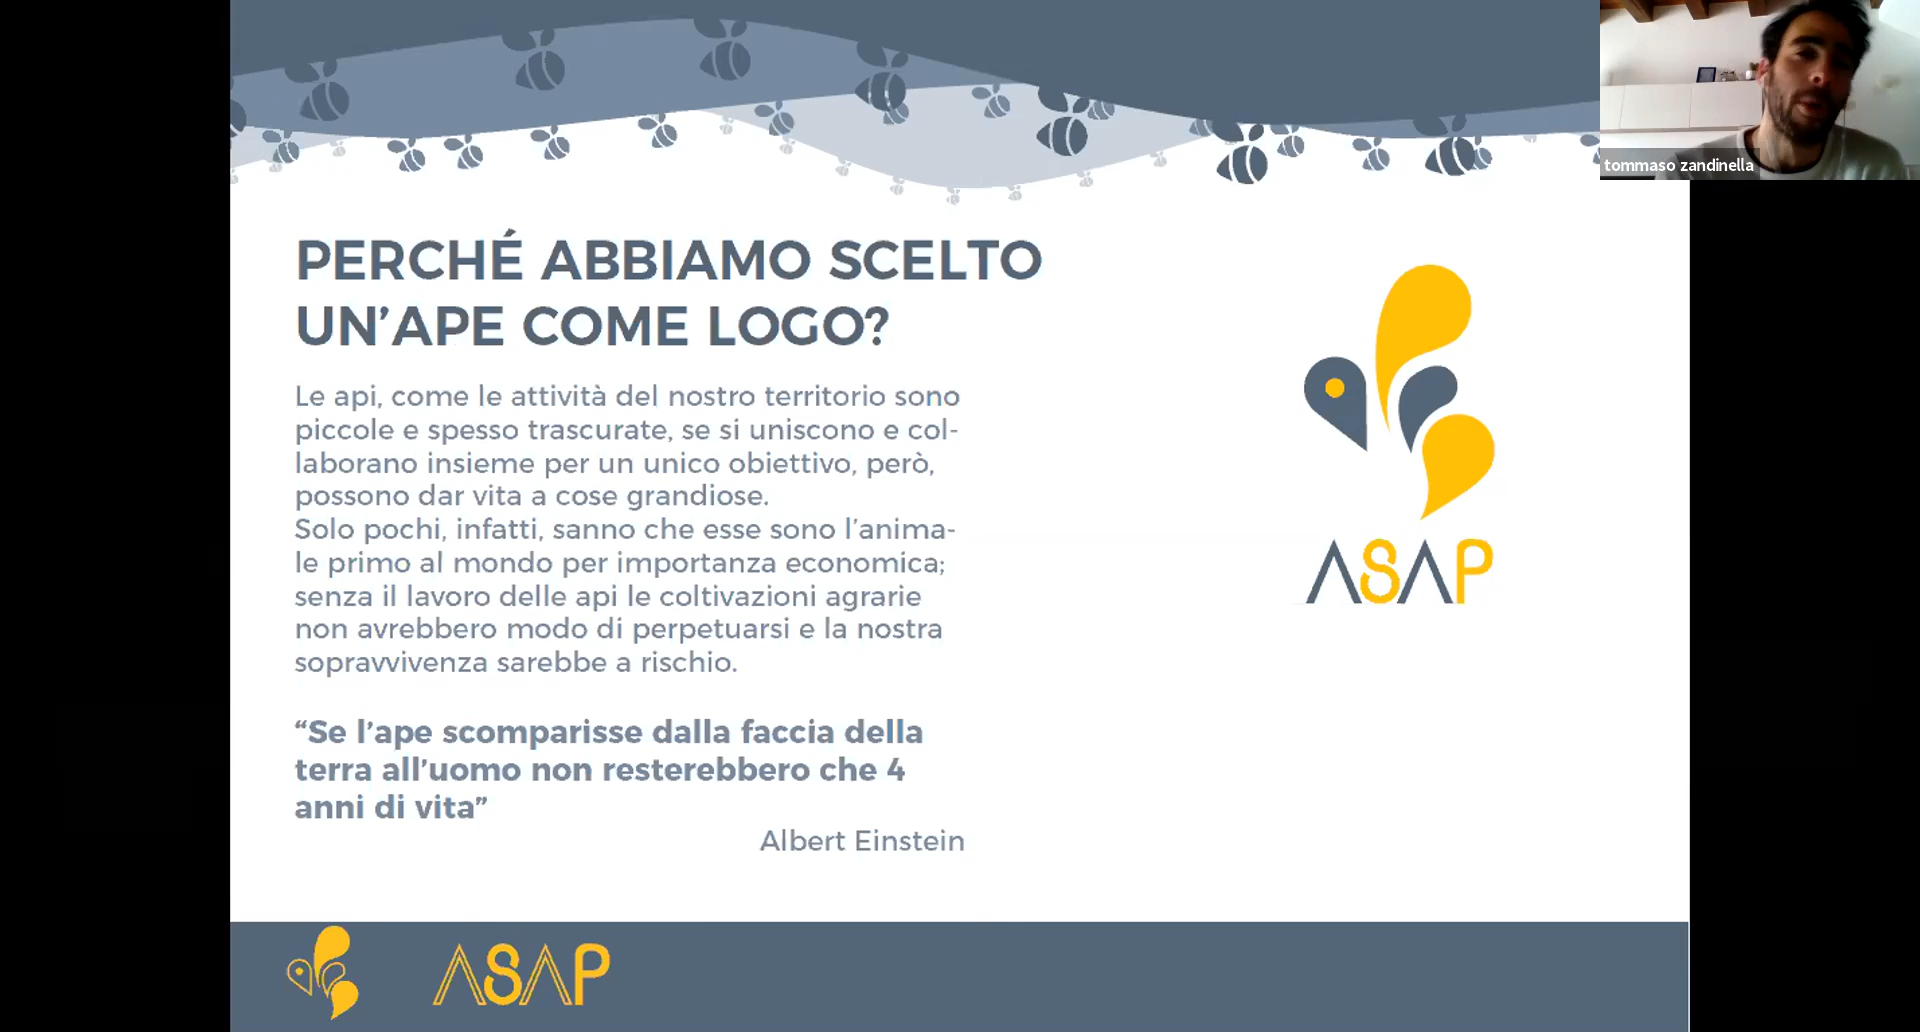 tommaso zandinella
PERCHÉ ABBIAMO SCELTO
UN’APE COME LOGO?
Le api, come le attività del nostro territorio sono
piccole e spesso trascurate, se si uniscono e col-
laborano insieme per un unico obiettivo, però,
possono dar vita a cose grandiose.
Solo pochi, infatti, sanno che esse sono l’anima-
le primo al mondo per importanza economica;
senza il lavoro delle api le coltivazioni agrarie
non avrebbero modo di perpetuarsi e la nostra
sopravvivenza sarebbe a rischio.
“Se l’ape scomparisse dalla faccia della
terra all’uomo non resterebbero che 4
anni di vita”
Albert Einstein
ASAP
ASAP